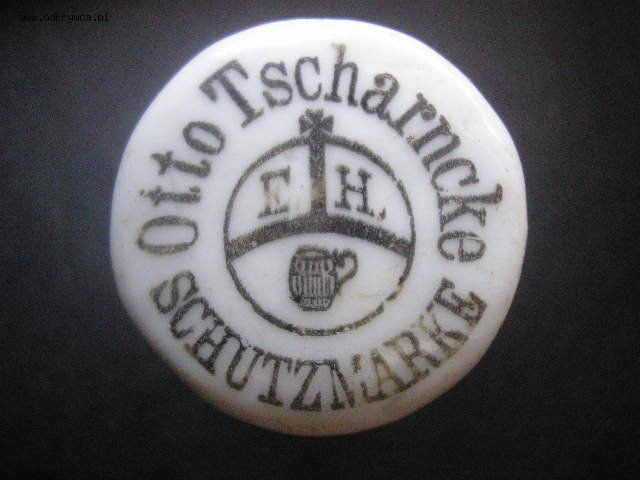 www.odkrywca.pl
Otto Tscharncke
E. H.
SCHUTZMARKE